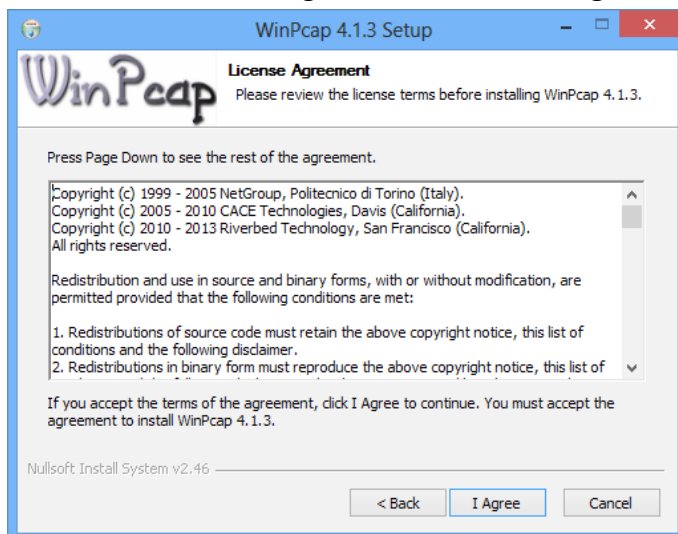 WinPcap 4.1.3 Setup
WinPcap
License Agreement
Please review the license terms before installing WinPcap 4.1.3.
Press Page Down to see the rest of the agreement.
Copyright (c) 1999 - 2005 NetGroup, Politecnico di Torino (Italy).
Copyright (c) 2005 - 2010 CACE Technologies, Davis (California).
Copyright (c) 2010 - 2013 Riverbed Technology, San Francisco (California).
All rights reserved.
Redistribution and use in source and binary forms, with or without modification, are
permitted provided that the following conditions are met:
1. Redistributions of source code must retain the above copyright notice, this list of
conditions and the following disclaimer.
2. Redistributions in binary form must reproduce the above copyright notice, this list of
If you accept the terms of the agreement, click I Agree to continue. You must accept the
agreement to install WinPcap 4.1.3.
Nullsoft Install System v2.46
< Back I Agree Cancel